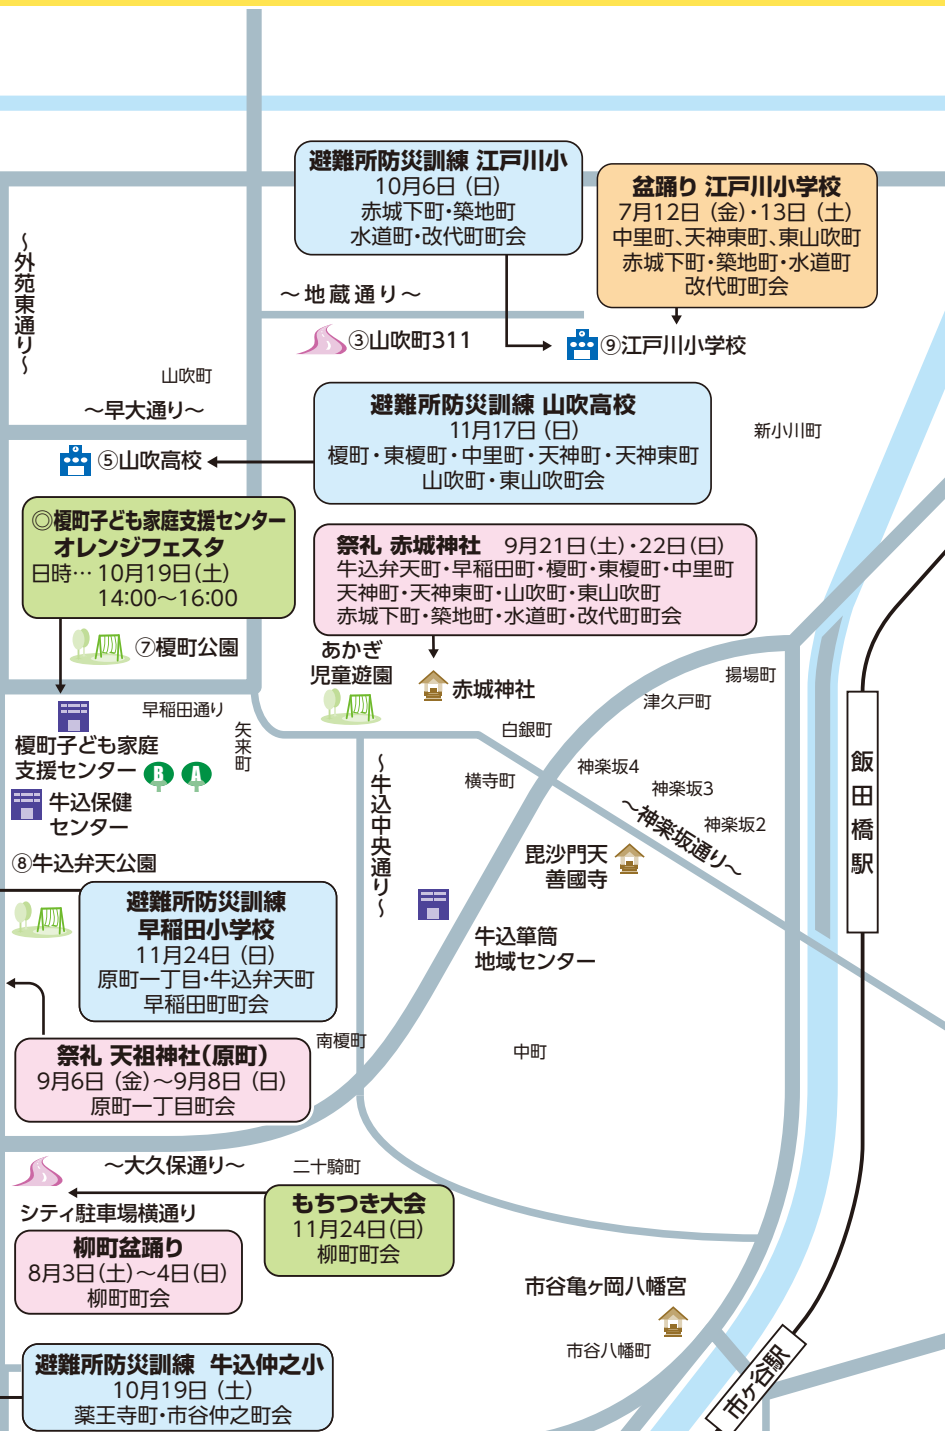 避難所防災訓練 江戸川小
10月6日（日）
赤城下町・築地町
水道町・改代町町会
盆踊り 江戸川小学校
7月12日（金）・13日（土）
中里町、天神東町、東山吹町
赤城下町・築地町・水道町
改代町町会
～外苑東通り～
～地蔵通り～
③山吹町311
⑨江戸川小学校
山吹町
～早大通り～
避難所防災訓練 山吹高校
11月17日（日）
榎町・東榎町・中里町・天神町・天神東町
山吹町・東山吹町会
新小川町
⑤山吹高校
◎榎町子ども家庭支援センター
オレンジフェスタ
日時…10月19日(土)
14:00～16:00
祭礼 赤城神社 9月21日(土)・22日(日)
牛込弁天町・早稲田町・榎町・東榎町・中里町
天神町・天神東町・山吹町・東山吹町
赤城下町・築地町・水道町・改代町町会
⑦榎町公園
あかぎ
児童遊園
赤城神社
揚場町
津久戸町
早稲田通り
矢来町
白銀町
榎町子ども家庭
支援センター
B
A
～牛込中央通り～
横寺町
神楽坂4
神楽坂3
神楽坂2
～神楽坂通り～
飯田橋駅
牛込保健
センター
毘沙門天
善國寺
⑧牛込弁天公園
避難所防災訓練
早稲田小学校
11月24日（日）
原町一丁目・牛込弁天町
早稲田町町会
牛込箪笥
地域センター
南榎町
中町
祭礼 天祖神社（原町）
9月6日（金）～9月8日（日）
原町一丁目町会
～大久保通り～
二十騎町
シティ駐車場横通り
もちつき大会
11月24日(日)
柳町町会
柳町盆踊り
8月3日(土)～4日(日)
柳町町会
市谷亀ヶ岡八幡宮
市谷八幡町
市ヶ谷駅
避難所防災訓練 牛込仲之小
10月19日（土）
薬王寺町・市谷仲之町会